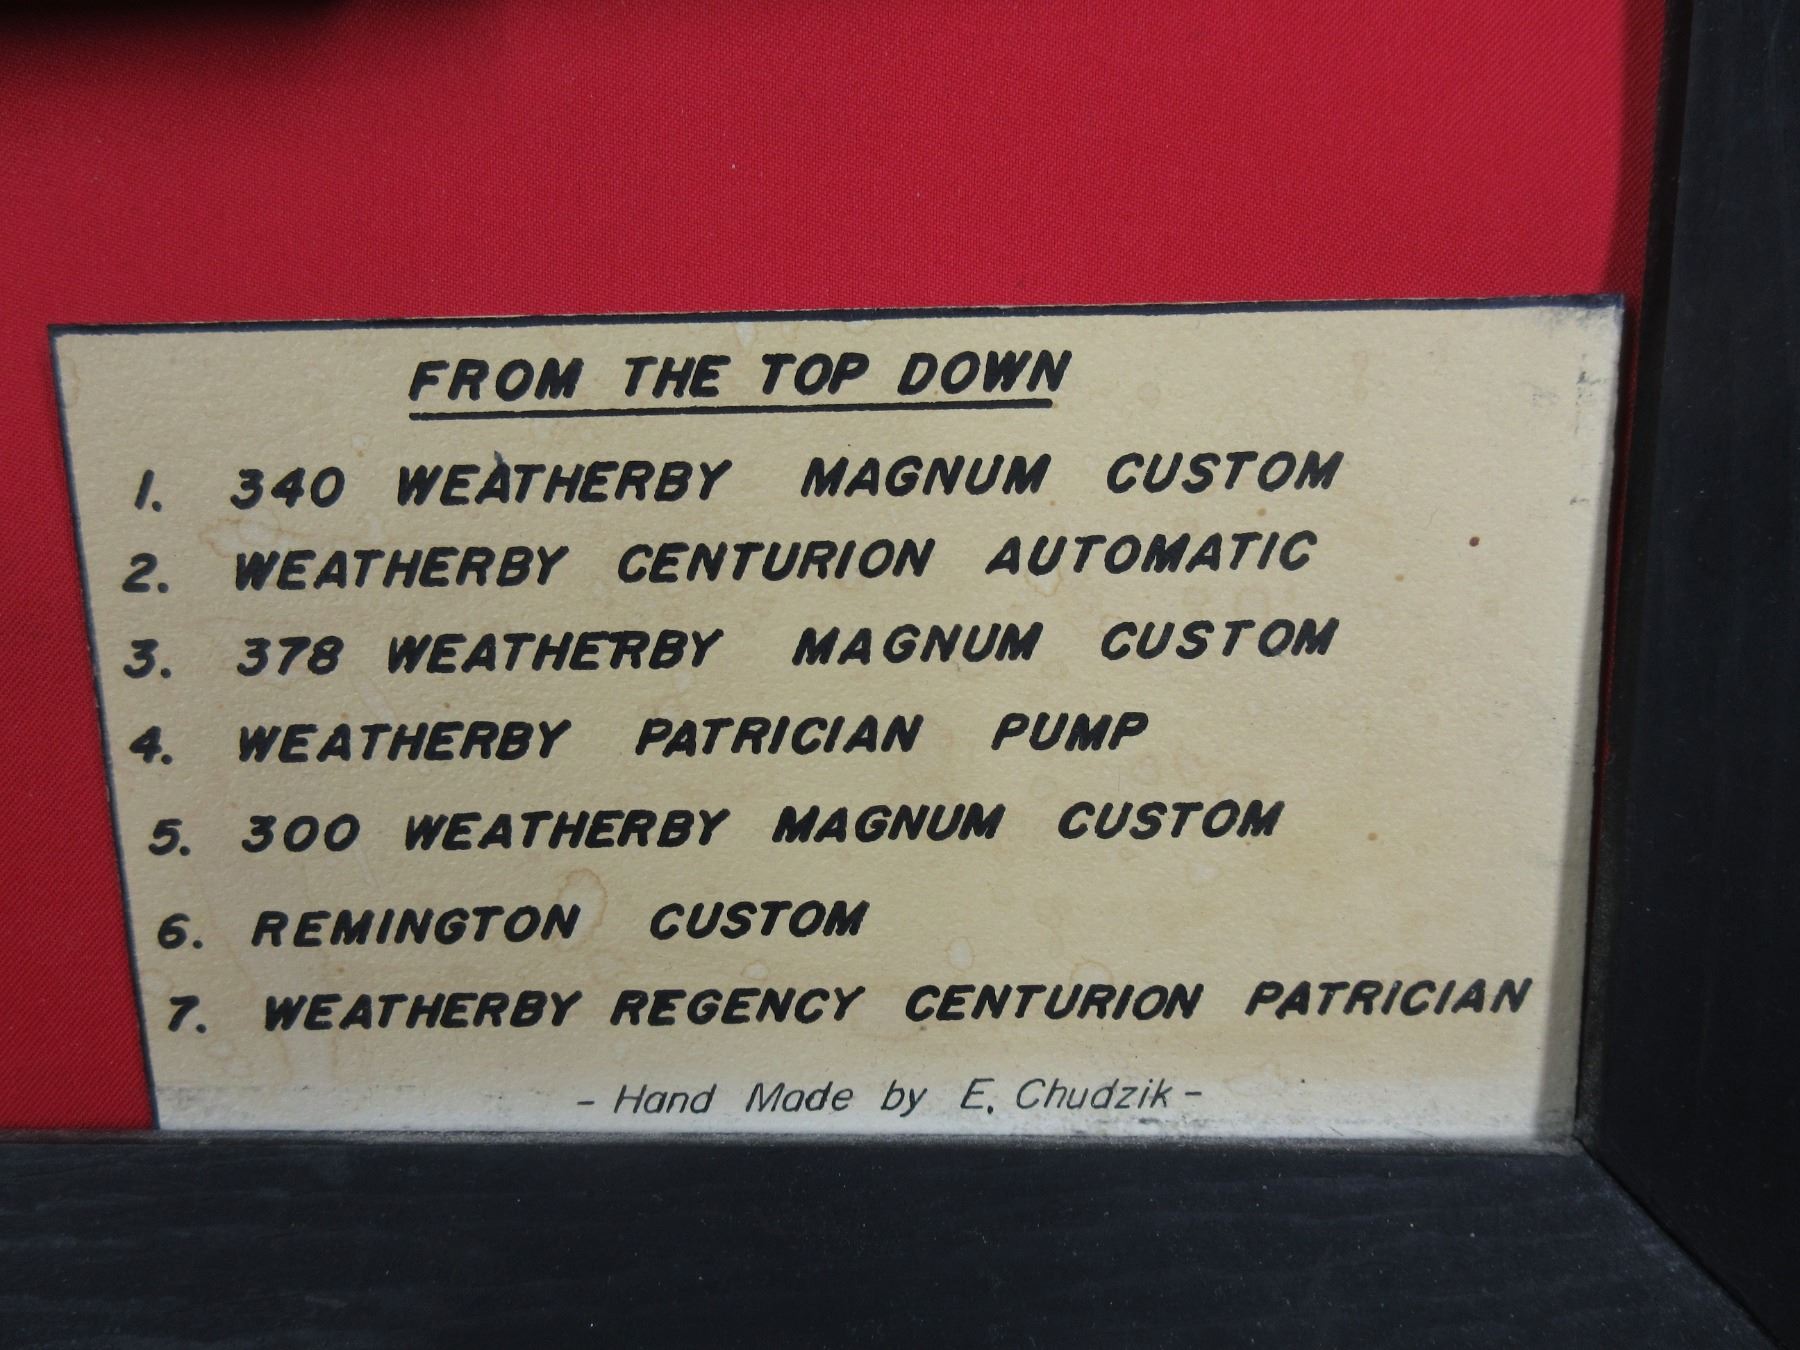 FROM THE TOP DOWN
1. 340 WEATHERBY MAGNUM CUSTOM
2. WEATHERBY CENTURION AUTOMATIC
3. 378 WEATHERBY MAGNUM CUSTOM
4. WEATHERBY PATRICIAN PUMP
5. 300 WEATHERBY MAGNUM CUSTOM
6. REMINGTON CUSTOM
7. WEATHERBY REGENCY CENTURION PATRICIAN
- Hand Made by E. Chudzik -